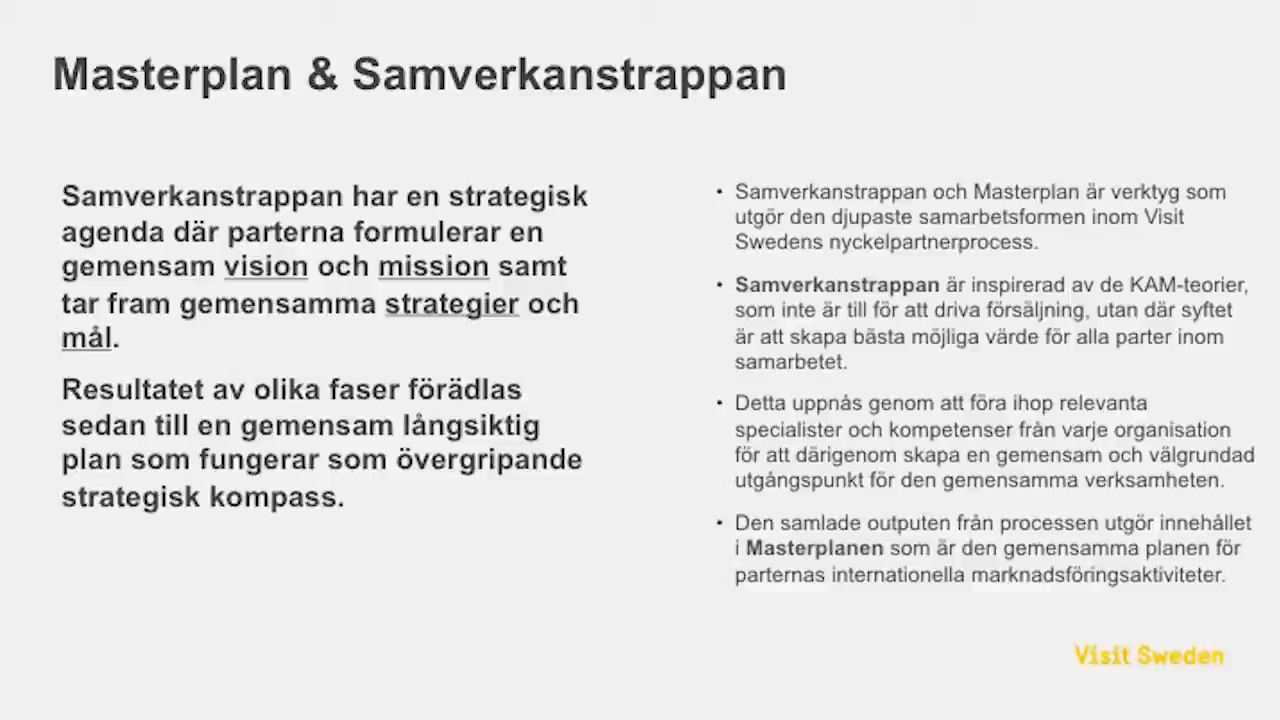 Masterplan & Samverkanstrappan
Samverkanstrappan har en strategisk
agenda där parterna formulerar en
gemensam vision och mission samt
tar fram gemensamma strategier och
mål.
Resultatet av olika faser förädlas
sedan till en gemensam långsiktig
plan som fungerar som övergripande
strategisk kompass.
• Samverkanstrappan och Masterplan är verktyg som
utgör den djupaste samarbetsformen inom Visit
Swedens nyckelpartnerprocess.
• Samverkanstrappan är inspirerad av de KAM-teorier,
som inte är till för att driva försäljning, utan där syftet
är att skapa bästa möjliga värde för alla parter inom
samarbetet.
• Detta uppnås genom att föra ihop relevanta
specialister och kompetenser från varje organisation
för att därigenom skapa en gemensam och välgrundad
utgångspunkt för den gemensamma verksamheten.
• Den samlade outputen från processen utgör innehållet
i Masterplanen som är den gemensamma planen för
parternas internationella marknadsföringsaktiviteter.
Visit Sweden